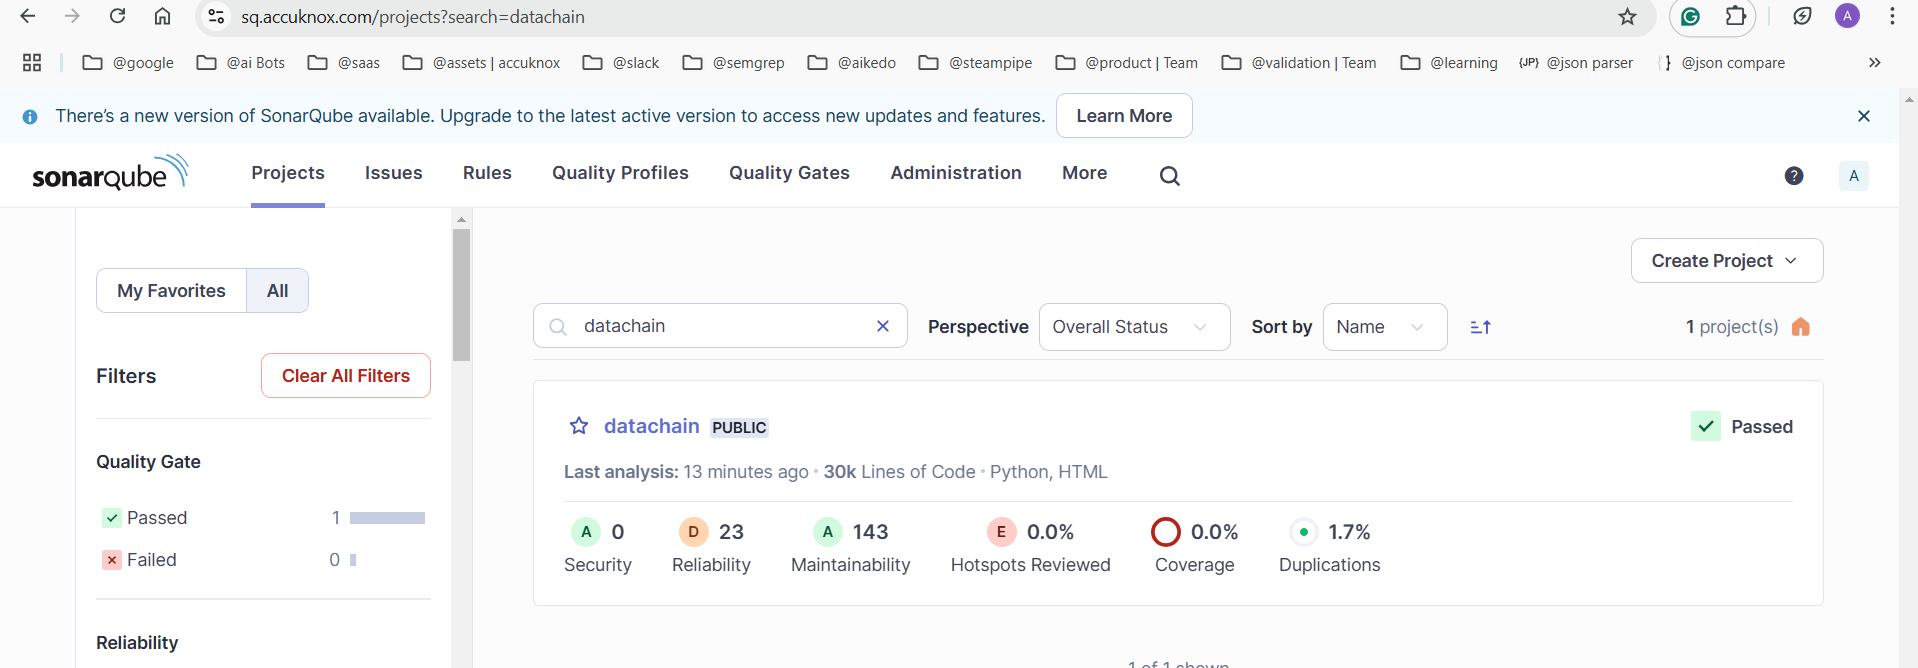 sq.accuknox.com/projects?search=datachain
A
@google @ai Bots @saas @assets | accuknox @slack @semgrep @aikedo @steampipe @product | Team @validation | Team @learning {JP} @json parser @json compare
There's a new version of SonarQube available. Upgrade to the latest active version to access new updates and features. Learn More
sonarqube Projects Issues Rules Quality Profiles Quality Gates Administration More ? A
Create Project
My Favorites All
datachain Perspective Overall Status Sort by Name 1 project(s)
Filters Clear All Filters
datachain PUBLIC Passed
Quality Gate
Last analysis: 13 minutes ago • 30k Lines of Code • Python, HTML
Passed 1
A 0 D 23 A 143 E 0.0% 0.0% 1.7%
Failed 0
Security Reliability Maintainability Hotspots Reviewed Coverage Duplications
Reliability
1 of 1 shown